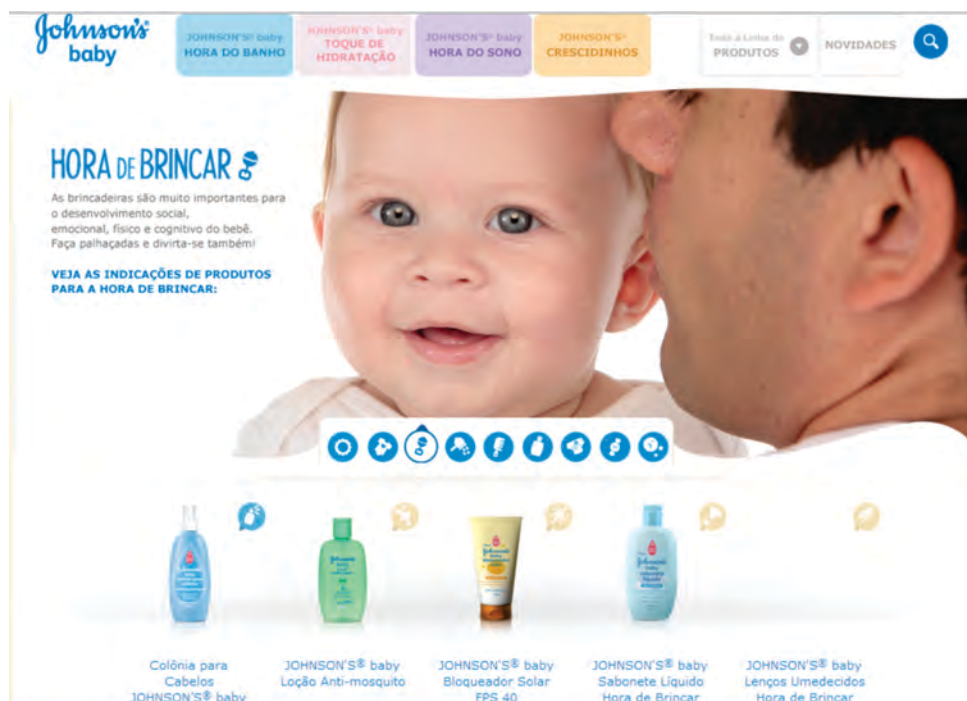 Johnson's
baby
JOHNSON'S® baby
HORA DO BANHO
JOHNSON'S® baby
TOQUE DE
HIDRATAÇÃO
JOHNSON'S® baby
HORA DO SONO
JOHNSON'S®
CRESCIDINHOS
Toda a Linha de
PRODUTOS
NOVIDADES
HORA DE BRINCAR
As brincadeiras são muito importantes para
o desenvolvimento social,
emocional, físico e cognitivo do bebê.
Faça palhaçadas e divirta-se também!
VEJA AS INDICAÇÕES DE PRODUTOS
PARA A HORA DE BRINCAR:
Colônia para
Cabelos
JOHNSON'S® baby
JOHNSON'S® baby
Loção Anti-mosquito
JOHNSON'S® baby
Bloqueador Solar
FPS 40
JOHNSON'S® baby
Sabonete Líquido
Hora de Brincar
JOHNSON'S® baby
Lenços Umedecidos
Hora de Brincar